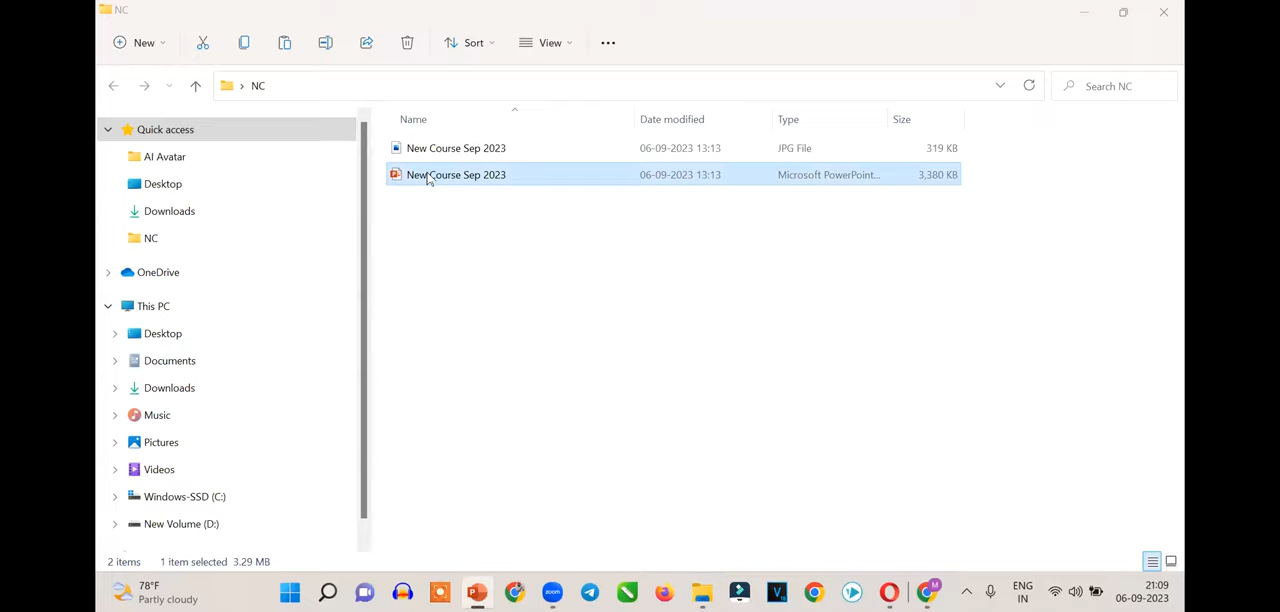 NC
New
Sort
View
NC
Search NC
Quick access
AI Avatar
Desktop
Downloads
NC
OneDrive
This PC
Desktop
Documents
Downloads
Music
Pictures
Videos
Windows-SSD (C:)
New Volume (D:)
Name Date modified Type Size
New Course Sep 2023 06-09-2023 13:13 JPG File 319 KB
New Course Sep 2023 06-09-2023 13:13 Microsoft PowerPoint... 3,380 KB
2 items 1 item selected 3.29 MB
78°F
Partly cloudy
zoom
M
ENG
IN
21:09
06-09-2023